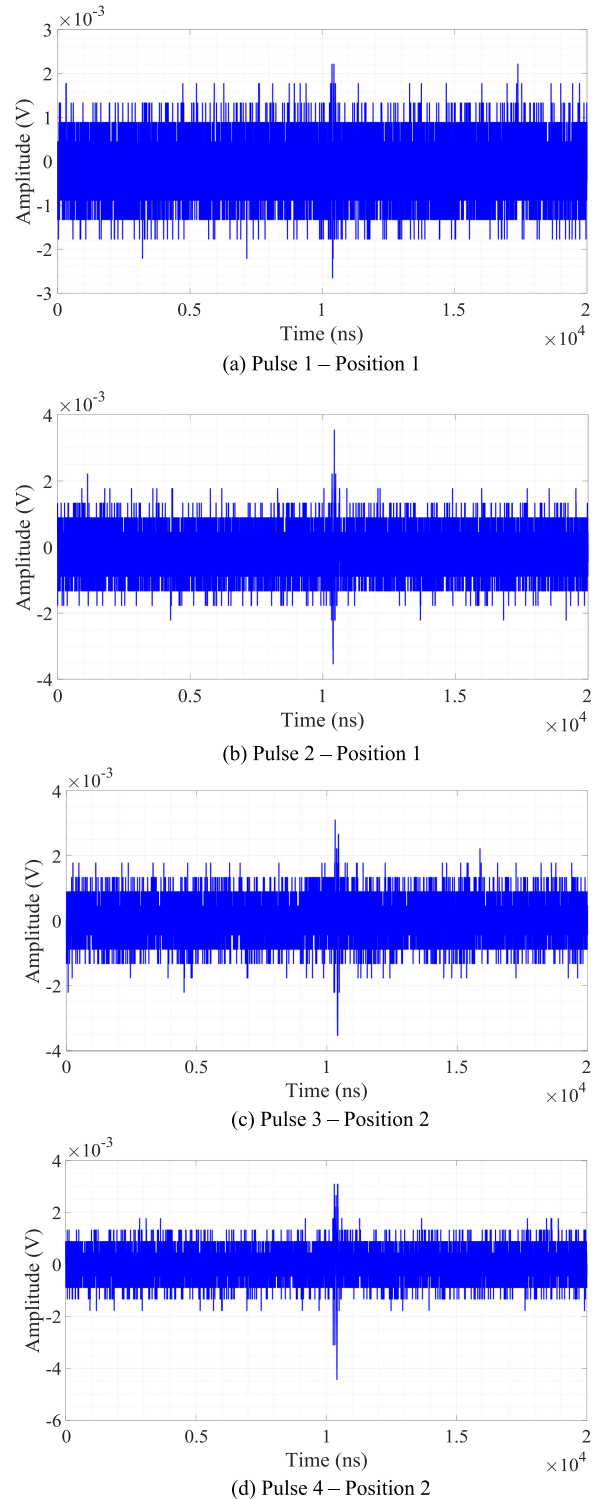 ×10-3
3
2
1
0
-1
-2
-3
Amplitude (V)
0 0.5 1 1.5 2
Time (ns)
×104
(a) Pulse 1 – Position 1
×10-3
4
2
0
-2
-4
Amplitude (V)
0 0.5 1 1.5 2
Time (ns)
×104
(b) Pulse 2 – Position 1
×10-3
4
2
0
-2
-4
Amplitude (V)
0 0.5 1 1.5 2
Time (ns)
×104
(c) Pulse 3 – Position 2
×10-3
4
2
0
-2
-4
-6
Amplitude (V)
0 0.5 1 1.5 2
Time (ns)
×104
(d) Pulse 4 – Position 2